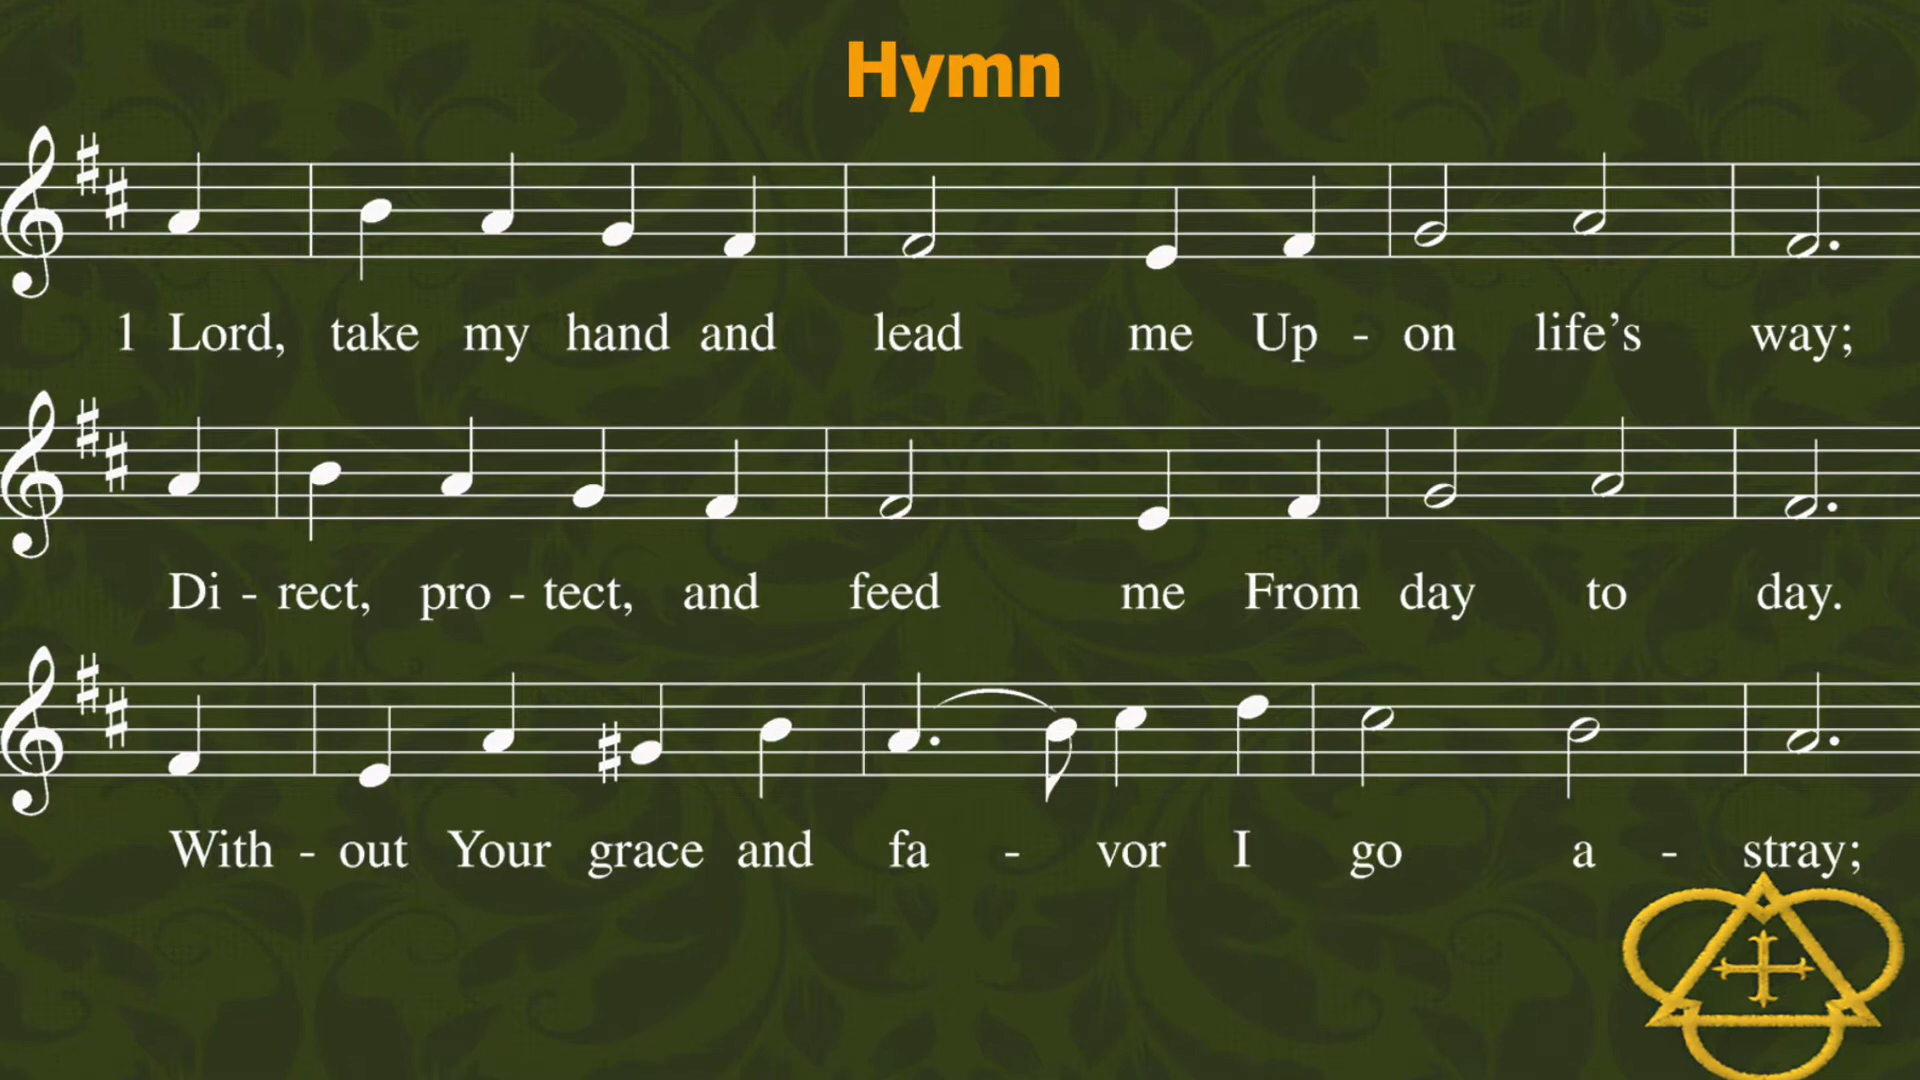 Hymn
1 Lord, take my hand and lead me Up - on life’s way;
Di - rect, pro - tect, and feed me From day to day.
With - out Your grace and fa - vor I go a - stray;